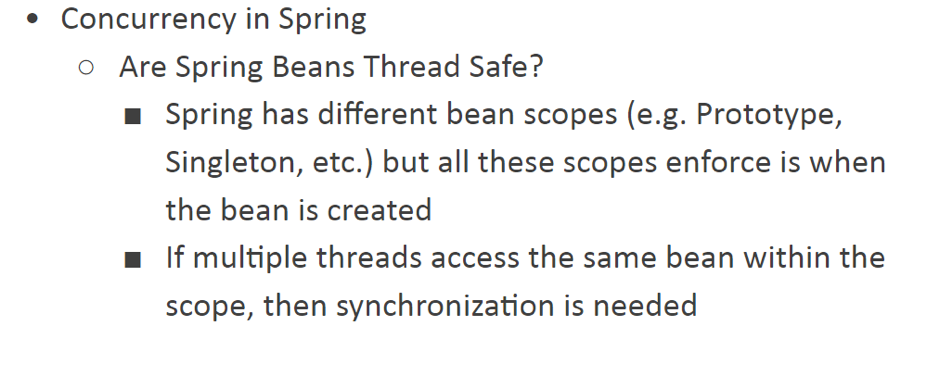 • Concurrency in Spring
○ Are Spring Beans Thread Safe?
■ Spring has different bean scopes (e.g. Prototype,
Singleton, etc.) but all these scopes enforce is when
the bean is created
■ If multiple threads access the same bean within the
scope, then synchronization is needed